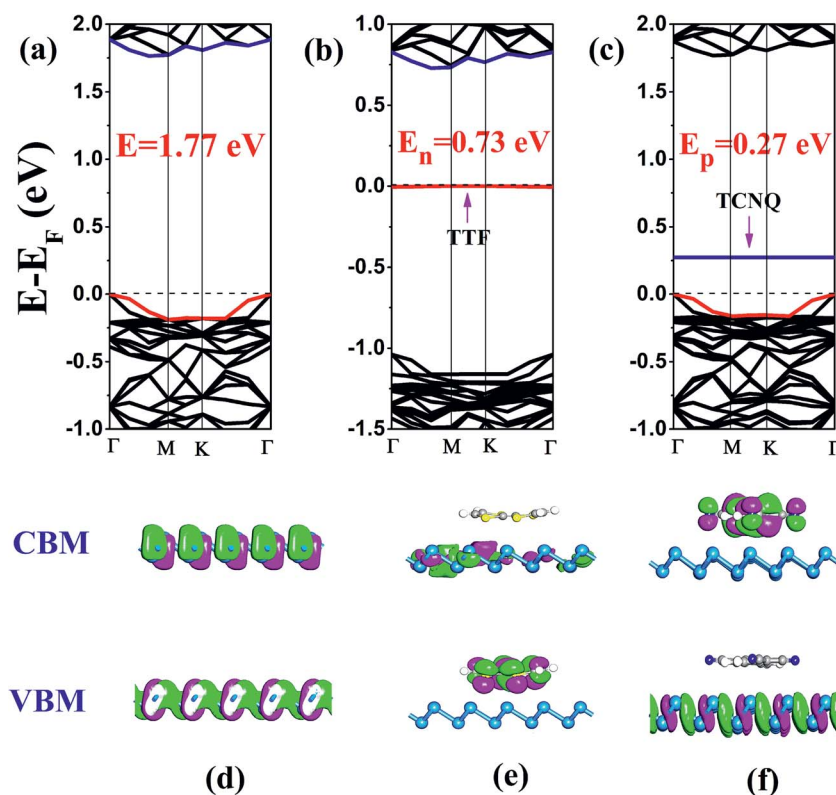 (a) (b) (c)
E-E_F (eV)
2.0
1.5
1.0
0.5
0.0
-0.5
-1.0
E=1.77 eV
Γ M K Γ
1.0
0.5
0.0
-0.5
-1.0
-1.5
E_n=0.73 eV
TTF
Γ M K Γ
2.0
1.5
1.0
0.5
0.0
-0.5
-1.0
E_p=0.27 eV
TCNQ
Γ M K Γ
CBM
VBM
(d) (e) (f)